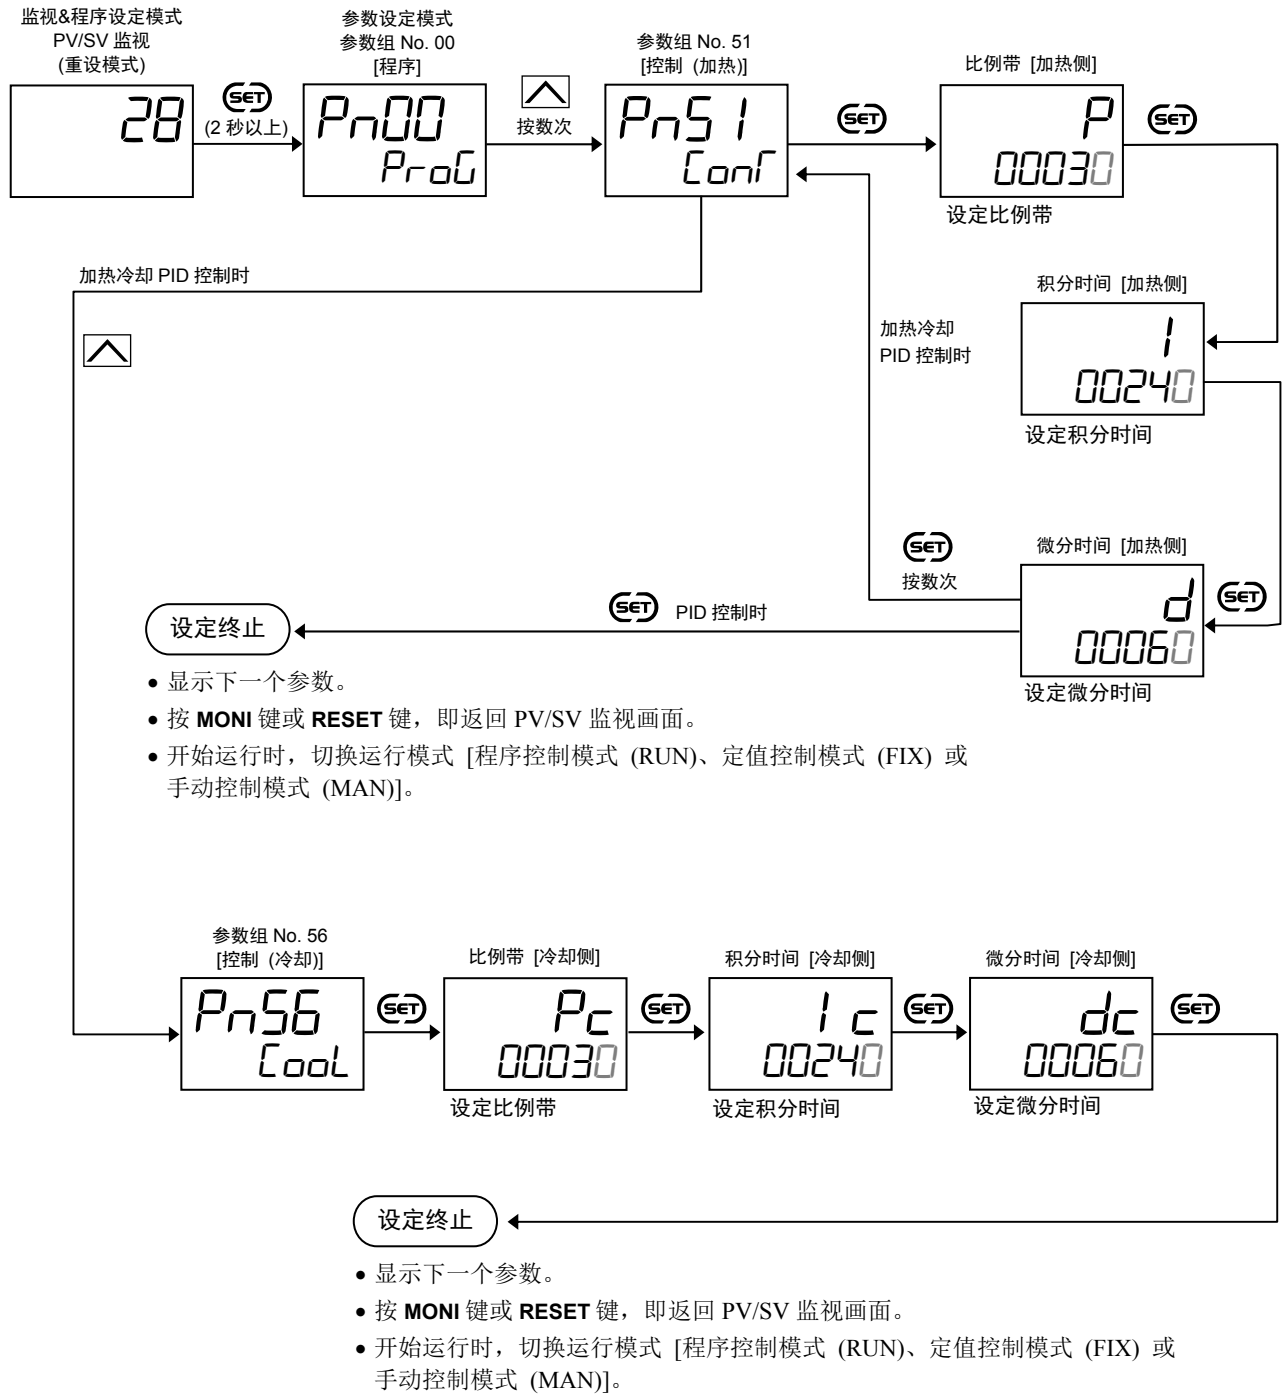 监视&程序设定模式
PV/SV 监视
(重设模式)
28
SET
(2 秒以上)
参数设定模式
参数组 No. 00
[程序]
Pn00
ProG
按数次
参数组 No. 51
[控制 (加热)]
Pn51
ConT
SET
比例带 [加热侧]
P
00030
设定比例带
SET
加热冷却 PID 控制时
积分时间 [加热侧]
I
00240
设定积分时间
加热冷却
PID 控制时
SET
按数次
微分时间 [加热侧]
d
00060
设定微分时间
SET
SET PID 控制时
设定终止
• 显示下一个参数。
• 按 MONI 键或 RESET 键，即返回 PV/SV 监视画面。
• 开始运行时，切换运行模式 [程序控制模式 (RUN)、定值控制模式 (FIX) 或
手动控制模式 (MAN)]。
参数组 No. 56
[控制 (冷却)]
Pn56
CooL
SET
比例带 [冷却侧]
Pc
00030
设定比例带
SET
积分时间 [冷却侧]
Ic
00240
设定积分时间
SET
微分时间 [冷却侧]
dc
00060
设定微分时间
SET
设定终止
• 显示下一个参数。
• 按 MONI 键或 RESET 键，即返回 PV/SV 监视画面。
• 开始运行时，切换运行模式 [程序控制模式 (RUN)、定值控制模式 (FIX) 或
手动控制模式 (MAN)]。